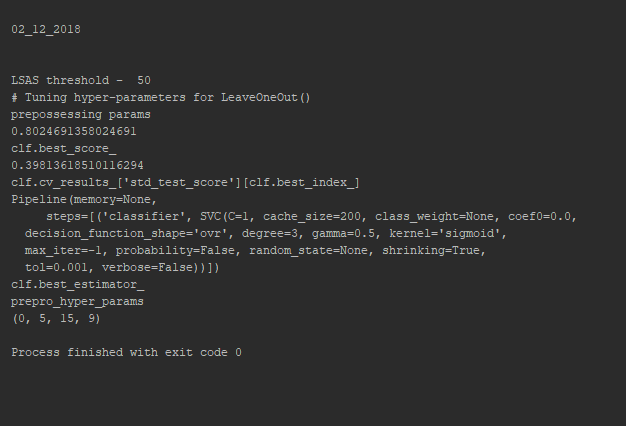 02_12_2018
LSAS threshold -  50
# Tuning hyper-parameters for LeaveOneOut()
prepossessing params
0.8024691358024691
clf.best_score_
0.39813618510116294
clf.cv_results_['std_test_score'][clf.best_index_]
Pipeline(memory=None,
     steps=[('classifier', SVC(C=1, cache_size=200, class_weight=None, coef0=0.0,
  decision_function_shape='ovr', degree=3, gamma=0.5, kernel='sigmoid',
  max_iter=-1, probability=False, random_state=None, shrinking=True,
  tol=0.001, verbose=False))])
clf.best_estimator_
prepro_hyper_params
(0, 5, 15, 9)
Process finished with exit code 0